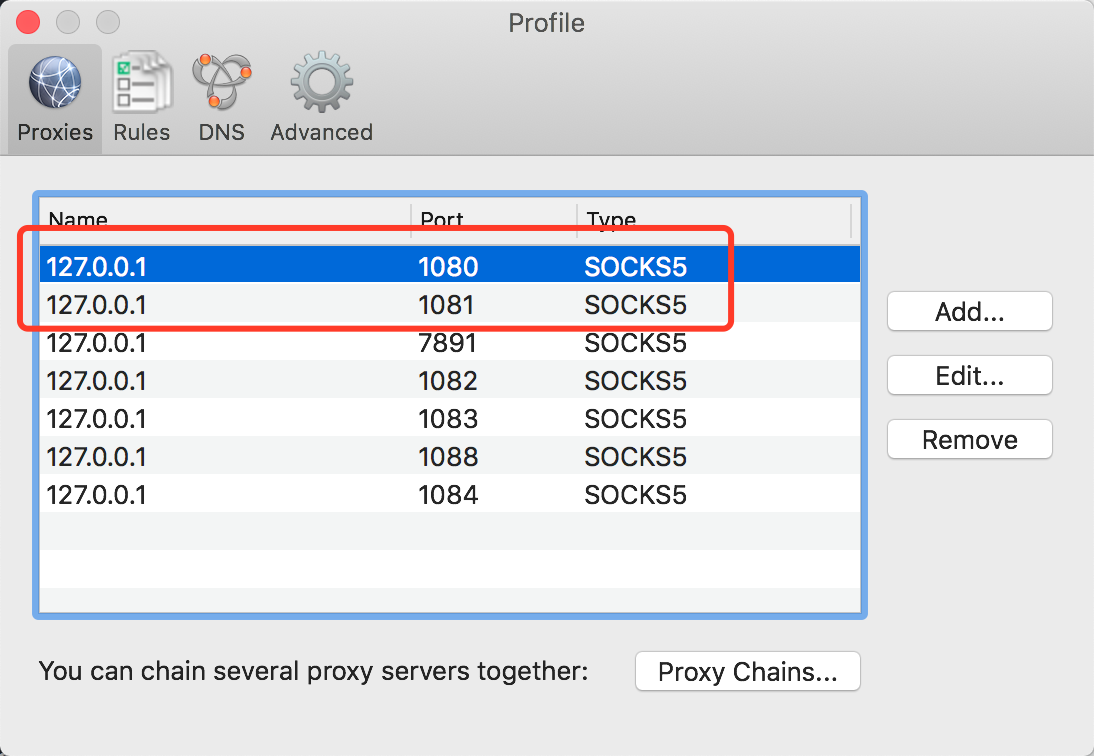 Profile
Proxies Rules DNS Advanced
Name Port Type
127.0.0.1 1080 SOCKS5
127.0.0.1 1081 SOCKS5
127.0.0.1 7891 SOCKS5
127.0.0.1 1082 SOCKS5
127.0.0.1 1083 SOCKS5
127.0.0.1 1088 SOCKS5
127.0.0.1 1084 SOCKS5
Add...
Edit...
Remove
You can chain several proxy servers together: Proxy Chains...